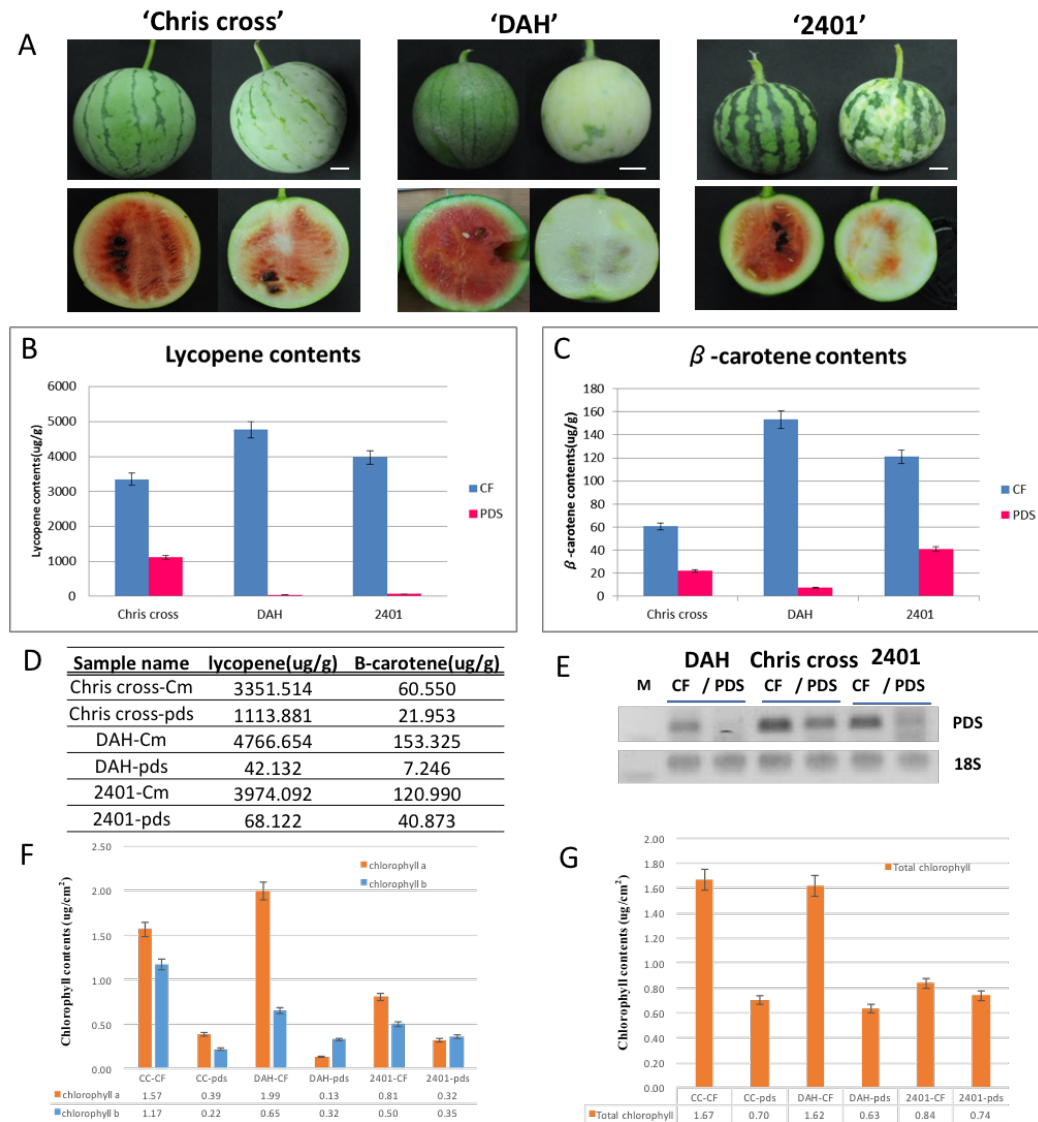 ‘Chris cross’
‘DAH’
‘2401’
A
B
Lycopene contents
Lycopene contents(ug/g)
6000
5000
4000
3000
2000
1000
0
Chris cross
DAH
2401
CF
PDS
C
β-carotene contents
β-carotene contents(ug/g)
180
160
140
120
100
80
60
40
20
0
Chris cross
DAH
2401
CF
PDS
D
Sample name lycopene(ug/g) B-carotene(ug/g)
Chris cross-Cm 3351.514 60.550
Chris cross-pds 1113.881 21.953
DAH-Cm 4766.654 153.325
DAH-pds 42.132 7.246
2401-Cm 3974.092 120.990
2401-pds 68.122 40.873
E
DAH Chris cross 2401
M CF / PDS CF / PDS CF / PDS
PDS
18S
F
Chlorophyll contents (ug/cm²)
2.50
2.00
1.50
1.00
0.50
0.00
chlorophyll a
chlorophyll b
CC-CF CC-pds DAH-CF DAH-pds 2401-CF 2401-pds
chlorophyll a 1.57 0.39 1.99 0.13 0.81 0.32
chlorophyll b 1.17 0.22 0.65 0.32 0.50 0.35
G
Chlorophyll contents (ug/cm²)
2.00
1.80
1.60
1.40
1.20
1.00
0.80
0.60
0.40
0.20
0.00
Total chlorophyll
CC-CF CC-pds DAH-CF DAH-pds 2401-CF 2401-pds
Total chlorophyll 1.67 0.70 1.62 0.63 0.84 0.74